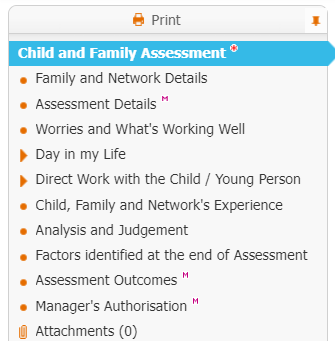 Print
Child and Family Assessment
Family and Network Details
Assessment Details M
Worries and What's Working Well
Day in my Life
Direct Work with the Child / Young Person
Child, Family and Network's Experience
Analysis and Judgement
Factors identified at the end of Assessment
Assessment Outcomes M
Manager's Authorisation M
Attachments (0)